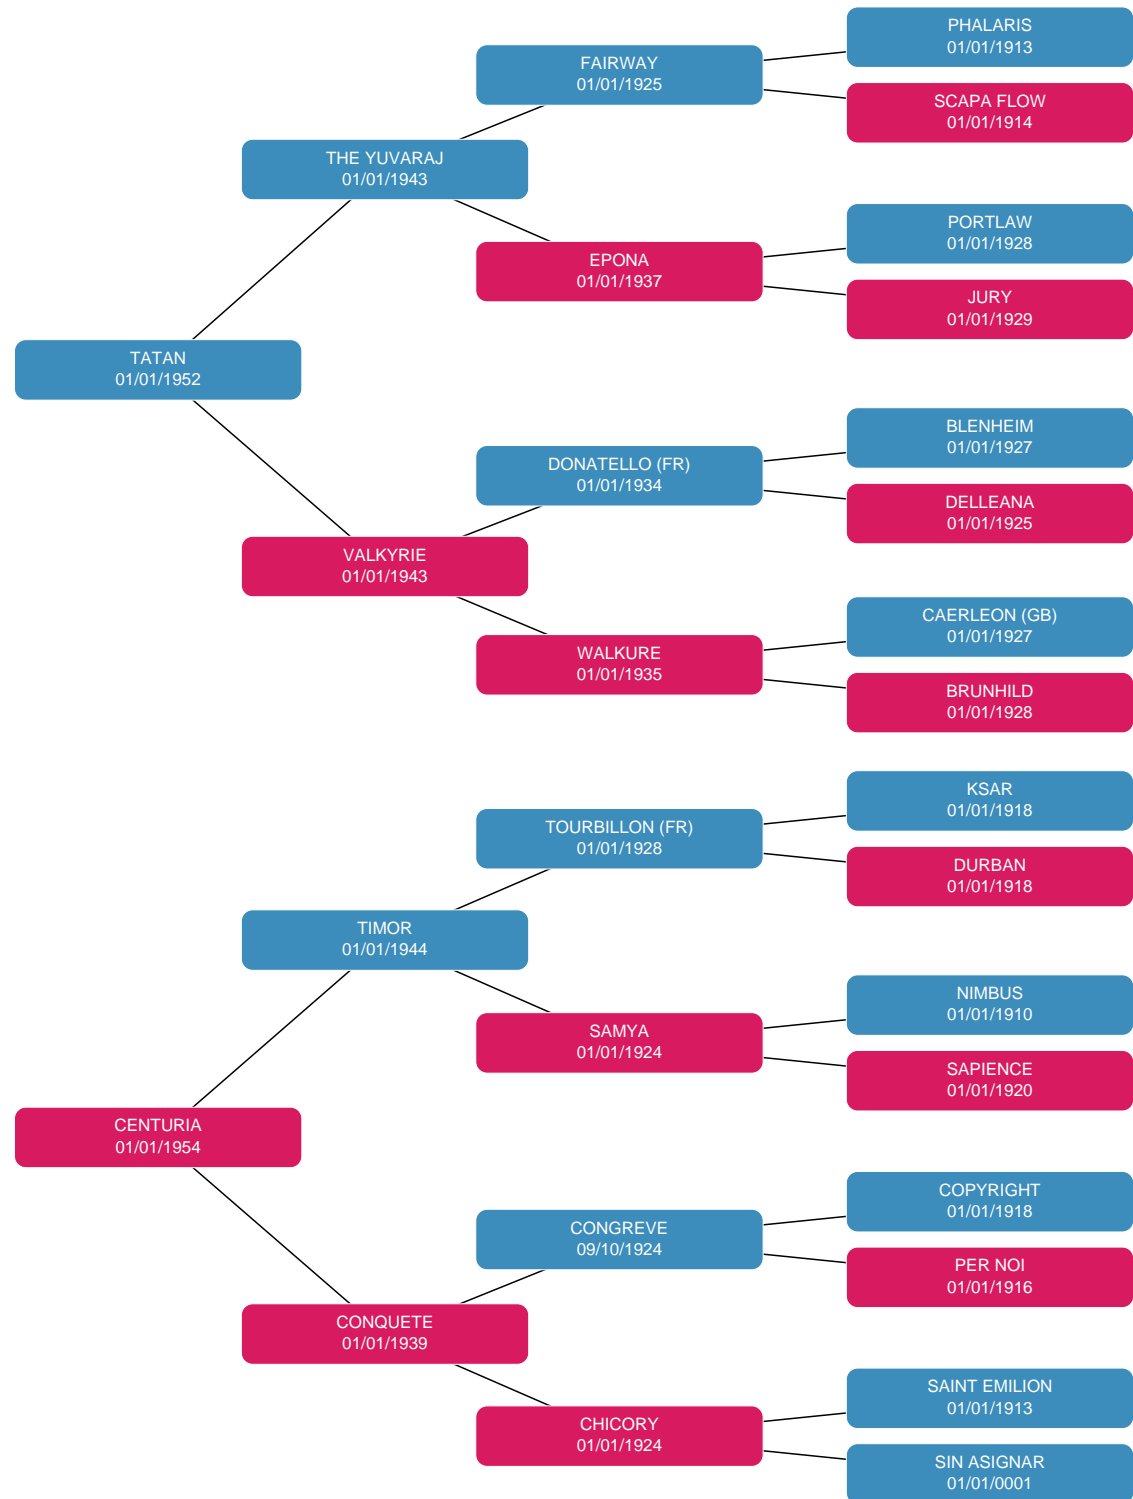 PHALARIS
01/01/1913
FAIRWAY
01/01/1925
SCAPA FLOW
01/01/1914
THE YUVARAJ
01/01/1943
PORTLAW
01/01/1928
EPONA
01/01/1937
JURY
01/01/1929
TATAN
01/01/1952
BLENHEIM
01/01/1927
DONATELLO (FR)
01/01/1934
DELLEANA
01/01/1925
VALKYRIE
01/01/1943
CAERLEON (GB)
01/01/1927
WALKURE
01/01/1935
BRUNHILD
01/01/1928
KSAR
01/01/1918
TOURBILLON (FR)
01/01/1928
DURBAN
01/01/1918
TIMOR
01/01/1944
NIMBUS
01/01/1910
SAMYA
01/01/1924
SAPIENCE
01/01/1920
CENTURIA
01/01/1954
COPYRIGHT
01/01/1918
CONGREVE
09/10/1924
PER NOI
01/01/1916
CONQUETE
01/01/1939
SAINT EMILION
01/01/1913
CHICORY
01/01/1924
SIN ASIGNAR
01/01/0001